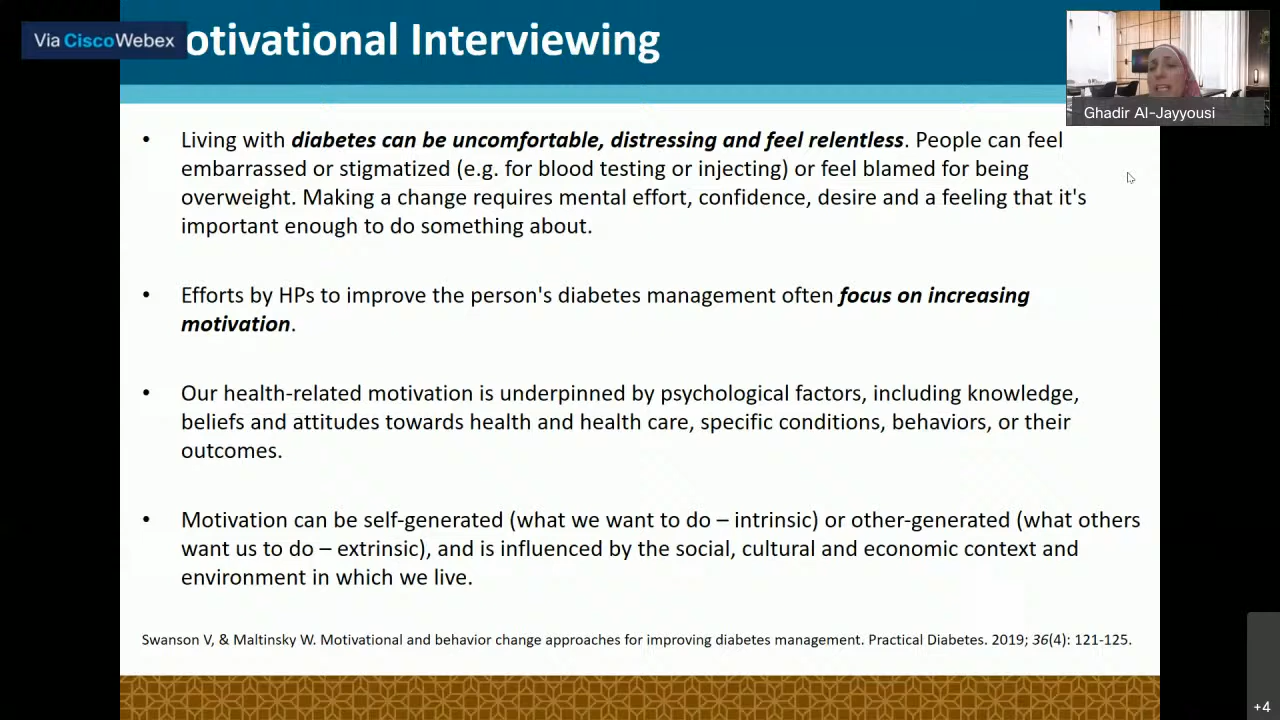 Via CiscoWebex
otivational Interviewing
Ghadir Al-Jayyousi
• Living with diabetes can be uncomfortable, distressing and feel relentless. People can feel
embarrassed or stigmatized (e.g. for blood testing or injecting) or feel blamed for being
overweight. Making a change requires mental effort, confidence, desire and a feeling that it's
important enough to do something about.
• Efforts by HPs to improve the person's diabetes management often focus on increasing
motivation.
• Our health-related motivation is underpinned by psychological factors, including knowledge,
beliefs and attitudes towards health and health care, specific conditions, behaviors, or their
outcomes.
• Motivation can be self-generated (what we want to do – intrinsic) or other-generated (what others
want us to do – extrinsic), and is influenced by the social, cultural and economic context and
environment in which we live.
Swanson V, & Maltinsky W. Motivational and behavior change approaches for improving diabetes management. Practical Diabetes. 2019; 36(4): 121-125.
+4